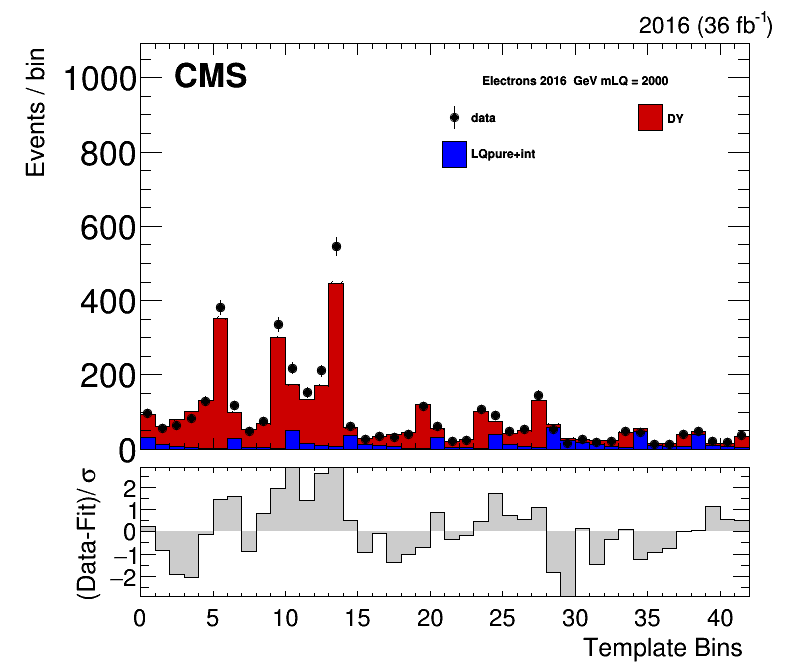 2016 (36 fb-1)
CMS
Electrons 2016 GeV mLQ = 2000
data
DY
LQpure+int
Events / bin
1000
800
600
400
200
0
(Data-Fit)/ σ
2
1
0
−1
−2
0 5 10 15 20 25 30 35 40
Template Bins